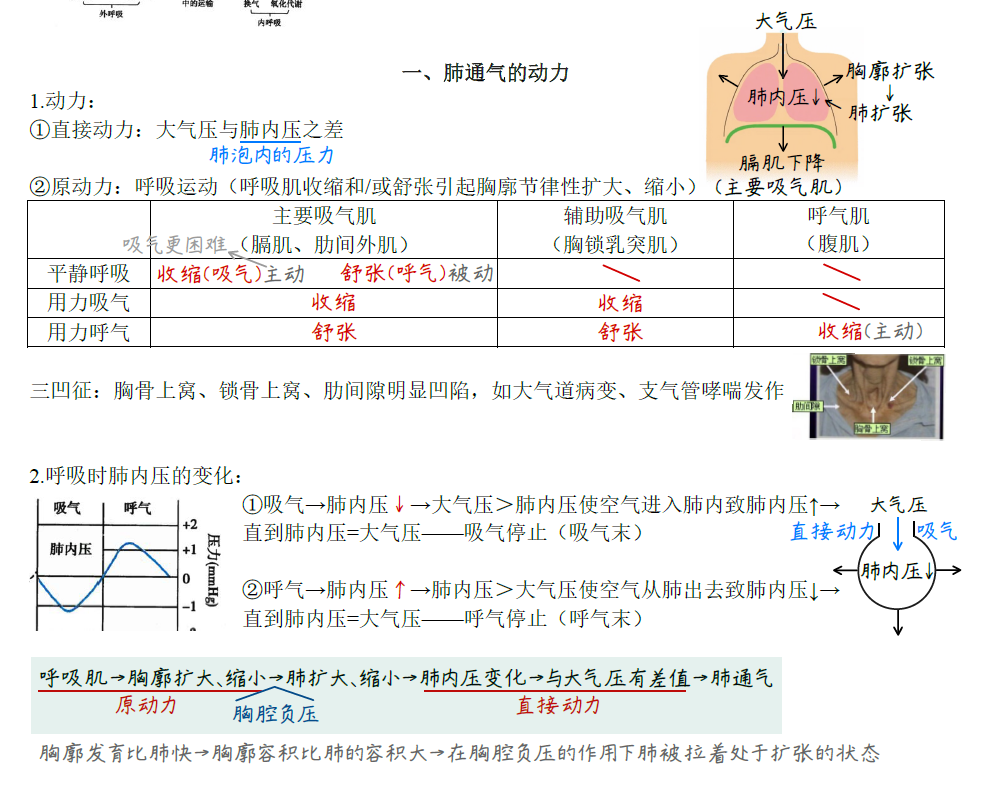 外呼吸
中的运输
换气 氧化代谢
内呼吸
大气压
一、肺通气的动力
胸廓扩张
↓
肺扩张
肺内压↓
膈肌下降
(主要吸气肌)
1.动力：
①直接动力：大气压与肺内压之差
肺泡内的压力
②原动力：呼吸运动（呼吸肌收缩和/或舒张引起胸廓节律性扩大、缩小）
主要吸气肌 辅助吸气肌 呼气肌
吸气更困难（膈肌、肋间外肌） （胸锁乳突肌） （腹肌）
平静呼吸 收缩(吸气)主动 舒张(呼气)被动
用力吸气 收缩 收缩
用力呼气 舒张 舒张 收缩(主动)
三凹征：胸骨上窝、锁骨上窝、肋间隙明显凹陷，如大气道病变、支气管哮喘发作
锁骨上窝 锁骨上窝
肋间隙
胸骨上窝
2.呼吸时肺内压的变化：
吸气 呼气
肺内压
+2
+1
0
−1
压力(mmHg)
①吸气→肺内压↓→大气压＞肺内压使空气进入肺内致肺内压↑→
直到肺内压=大气压——吸气停止（吸气末）
②呼气→肺内压↑→肺内压＞大气压使空气从肺出去致肺内压↓→
直到肺内压=大气压——呼气停止（呼气末）
大气压
直接动力 吸气
肺内压↓
呼吸肌→胸廓扩大、缩小→肺扩大、缩小→肺内压变化→与大气压有差值→肺通气
原动力 胸腔负压 直接动力
胸廓发育比肺快→胸廓容积比肺的容积大→在胸腔负压的作用下肺被拉着处于扩张的状态